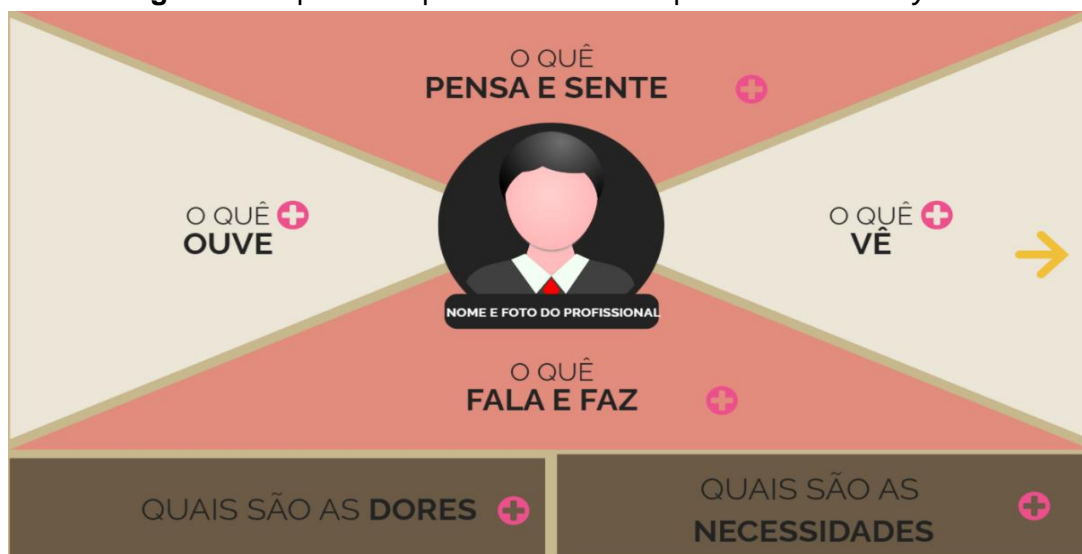 O QUÊ
PENSA E SENTE
O QUÊ
OUVE
O QUÊ
VÊ
NOME E FOTO DO PROFISSIONAL
O QUÊ
FALA E FAZ
QUAIS SÃO AS DORES
QUAIS SÃO AS
NECESSIDADES